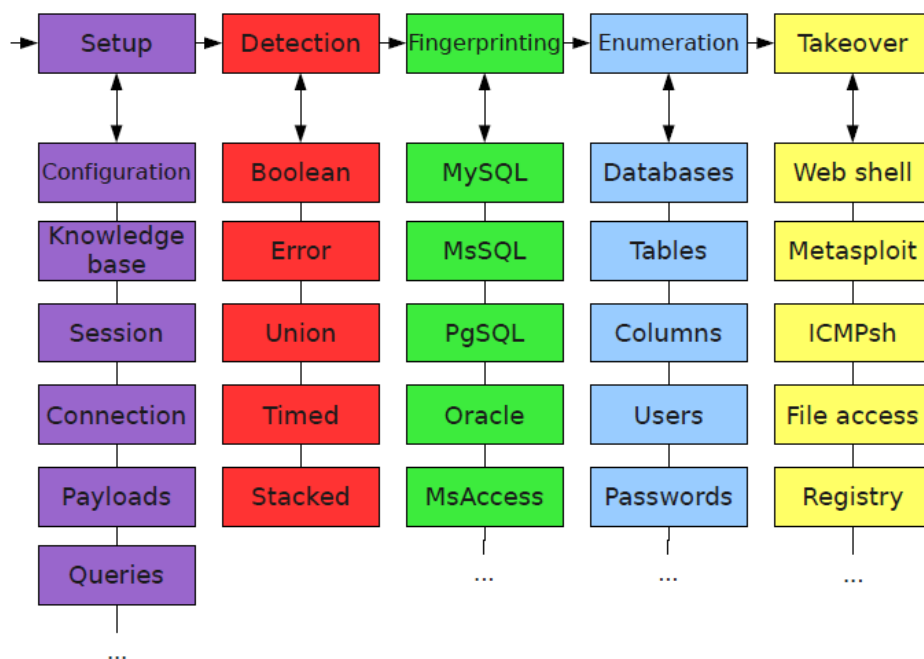 Setup
Detection
Fingerprinting
Enumeration
Takeover
Configuration
Boolean
MySQL
Databases
Web shell
Knowledge
base
Error
MsSQL
Tables
Metasploit
Session
Union
PgSQL
Columns
ICMPsh
Connection
Timed
Oracle
Users
File access
Payloads
Stacked
MsAccess
Passwords
Registry
Queries
...
...
...
...